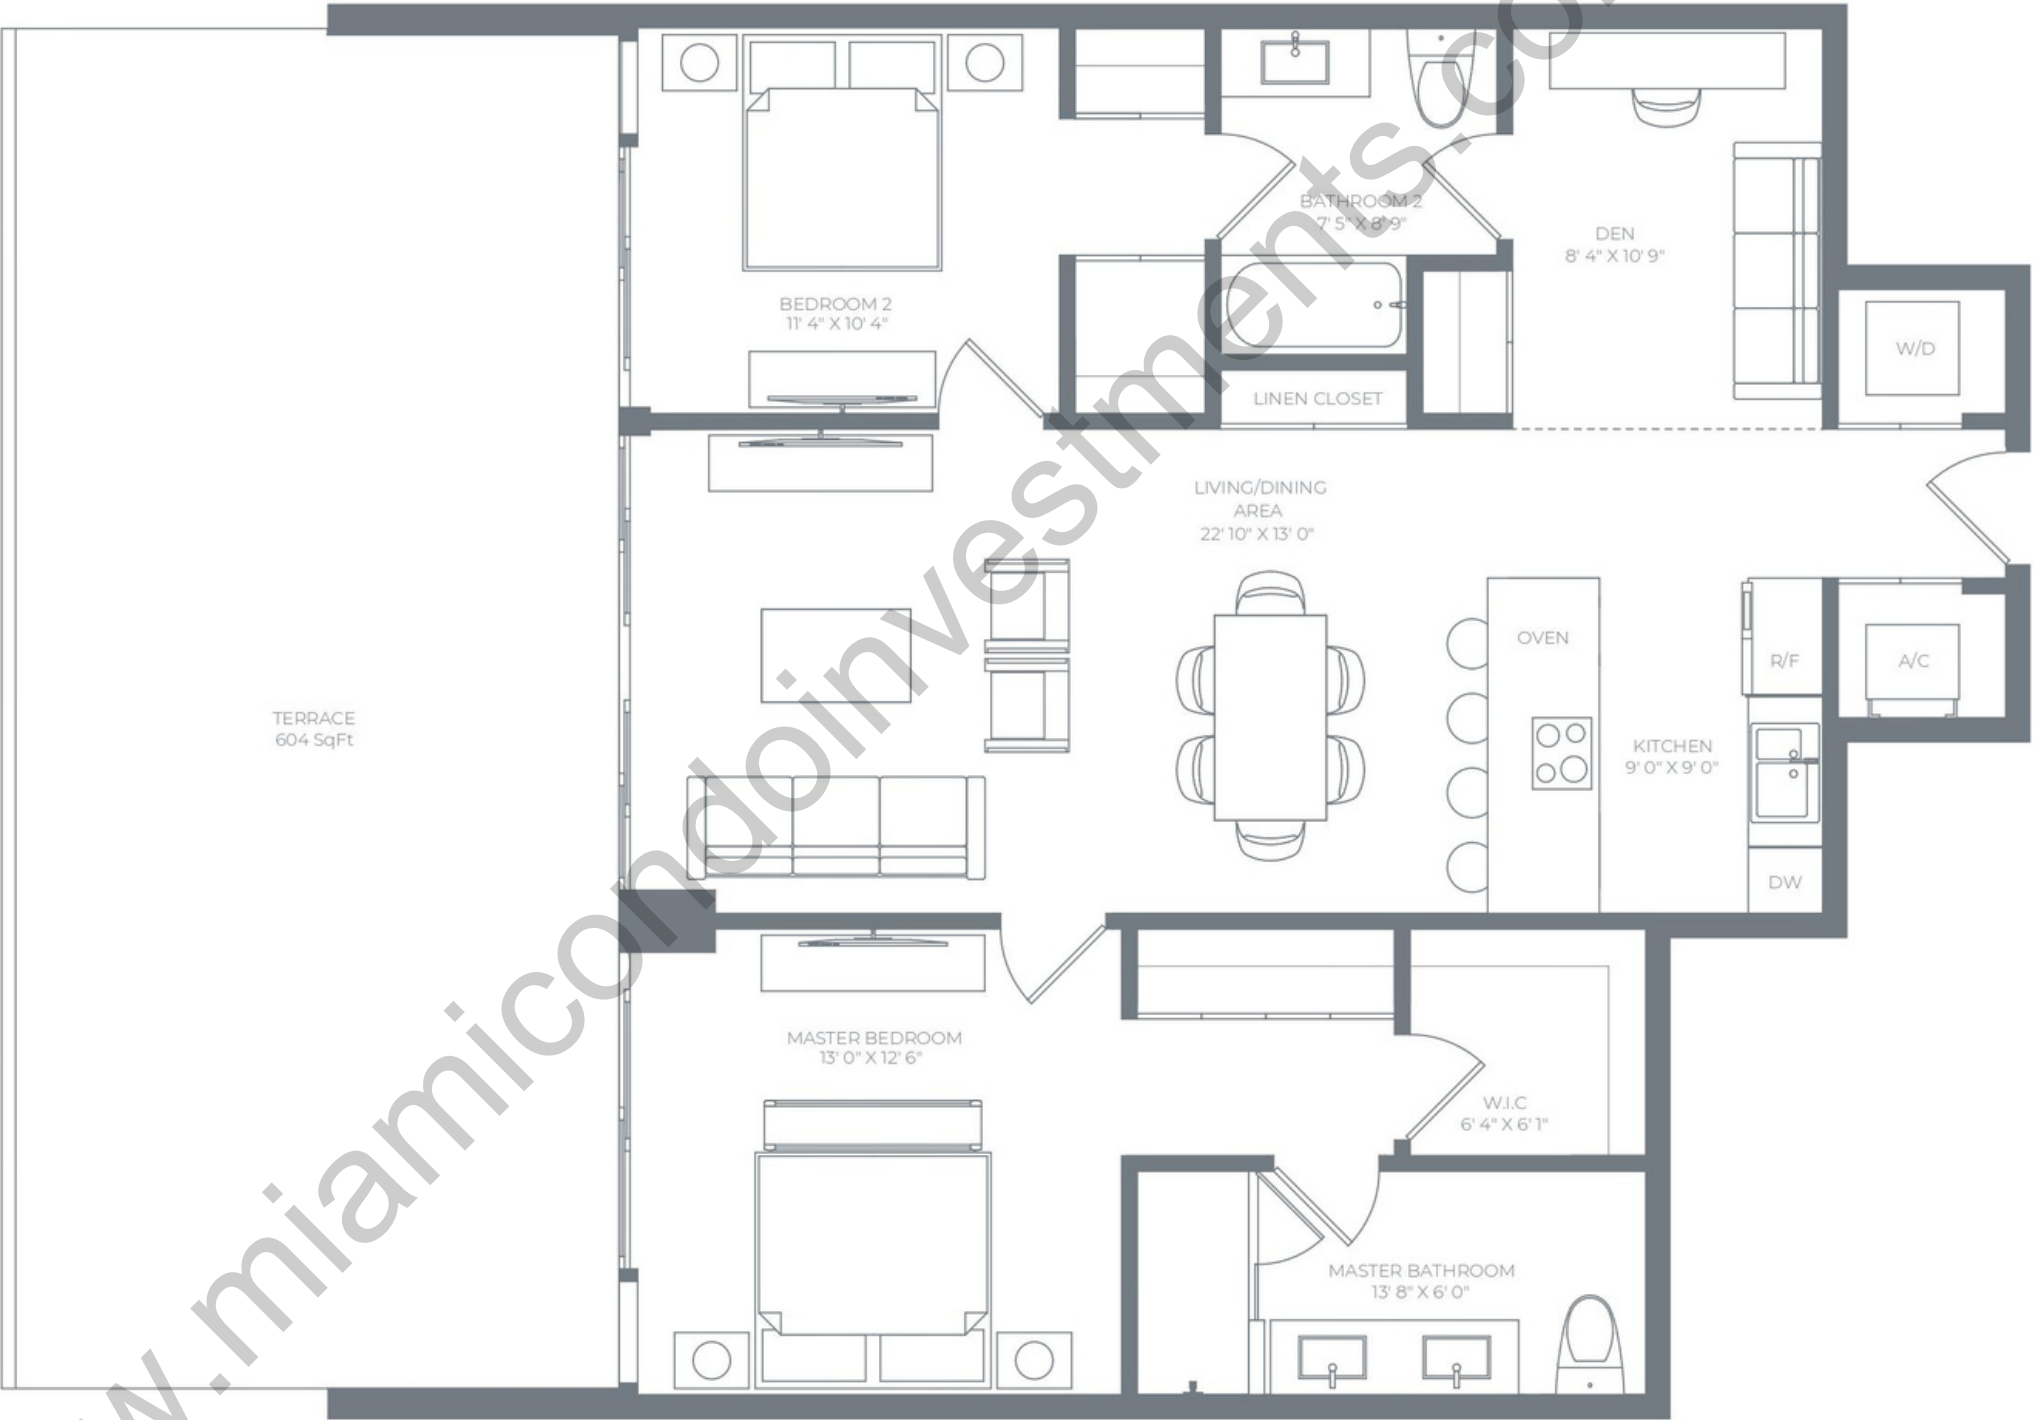 BATHROOM 2
7' 5" X 8' 9"
DEN
8' 4" X 10' 9"
BEDROOM 2
11' 4" X 10' 4"
W/D
LINEN CLOSET
LIVING/DINING
AREA
22' 10" X 13' 0"
OVEN
R/F
A/C
TERRACE
604 SqFt
KITCHEN
9' 0" X 9' 0"
DW
MASTER BEDROOM
13' 0" X 12' 6"
W.I.C
6' 4" X 6' 1"
MASTER BATHROOM
13' 8" X 6' 0"
w.miamicondoinvestments.co